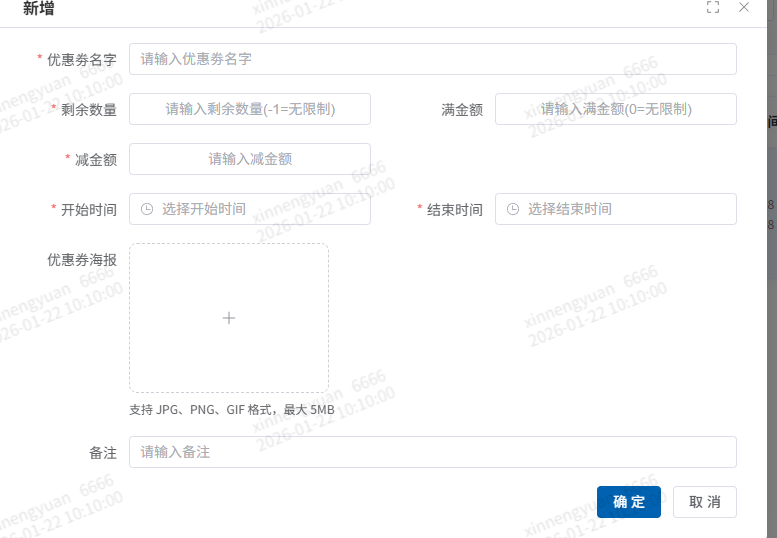 新增
* 优惠券名字 请输入优惠券名字
* 剩余数量 请输入剩余数量(-1=无限制) 满金额 请输入满金额(0=无限制)
* 减金额 请输入减金额
* 开始时间 选择开始时间 * 结束时间 选择结束时间
优惠券海报
支持 JPG、PNG、GIF 格式，最大 5MB
备注 请输入备注
确 定 取 消
xinnengyuan 6666
2026-01-22 10:10:00